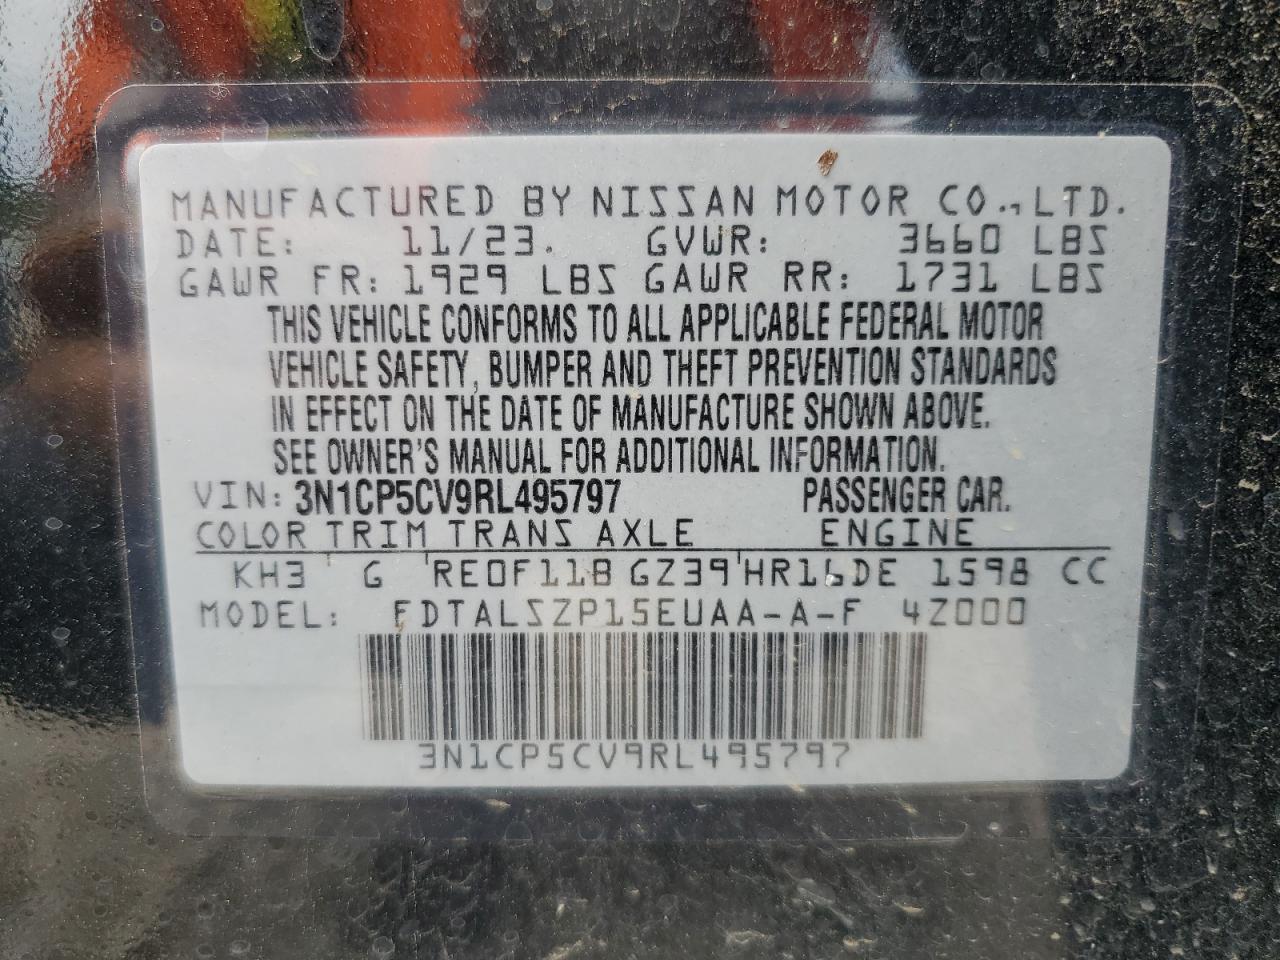 MANUFACTURED BY NISSAN MOTOR CO., LTD.
DATE: 11/23. GVWR: 3660 LBS
GAWR FR: 1929 LBS GAWR RR: 1731 LBS
THIS VEHICLE CONFORMS TO ALL APPLICABLE FEDERAL MOTOR
VEHICLE SAFETY, BUMPER AND THEFT PREVENTION STANDARDS
IN EFFECT ON THE DATE OF MANUFACTURE SHOWN ABOVE.
SEE OWNER'S MANUAL FOR ADDITIONAL INFORMATION.
VIN: 3N1CP5CV9RL495797 PASSENGER CAR.
COLOR TRIM TRANS AXLE ENGINE
KH3 G RE0F11B GZ39 HR16DE 1598 CC
MODEL: FDTALSZP15EUAA-A-F 4Z000
3N1CP5CV9RL495797